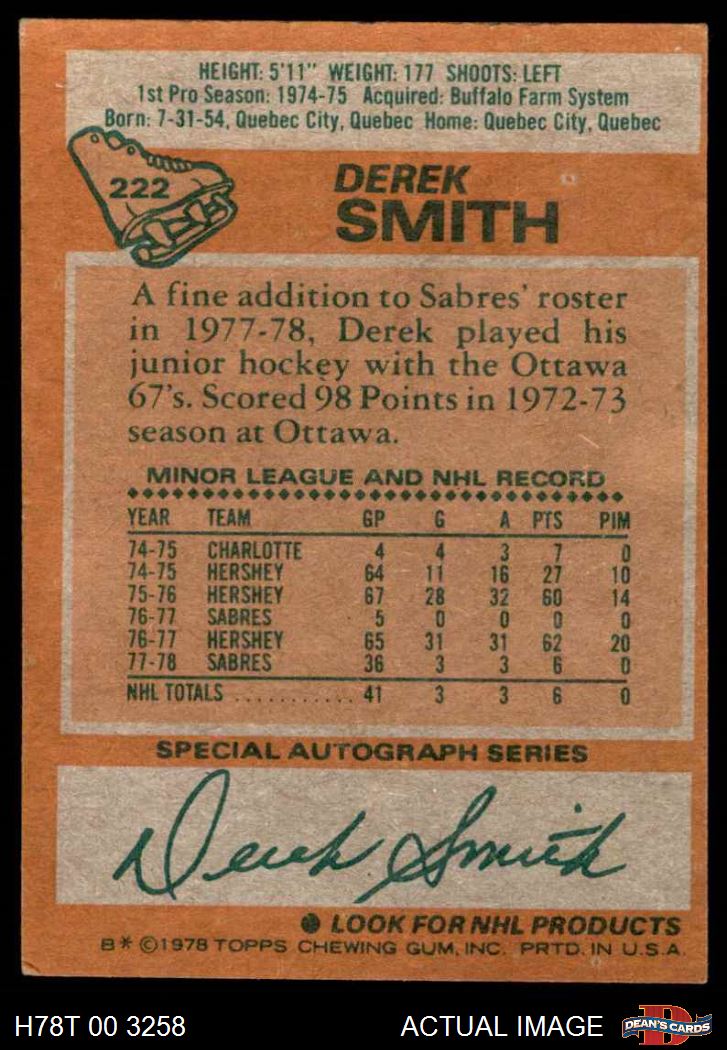 HEIGHT: 5'11" WEIGHT: 177 SHOOTS: LEFT
1st Pro Season: 1974-75 Acquired: Buffalo Farm System
Born: 7-31-54, Quebec City, Quebec Home: Quebec City, Quebec
222
DEREK
SMITH
A fine addition to Sabres' roster
in 1977-78, Derek played his
junior hockey with the Ottawa
67's. Scored 98 Points in 1972-73
season at Ottawa.
MINOR LEAGUE AND NHL RECORD
YEAR TEAM GP G A PTS PIM
74-75 CHARLOTTE 4 4 3 7 0
74-75 HERSHEY 64 11 16 27 10
75-76 HERSHEY 67 28 32 60 14
76-77 SABRES 5 0 0 0 0
76-77 HERSHEY 65 31 31 62 20
77-78 SABRES 36 3 3 6 0
NHL TOTALS ........... 41 3 3 6 0
SPECIAL AUTOGRAPH SERIES
Derek Smith
LOOK FOR NHL PRODUCTS
B* ©1978 TOPPS CHEWING GUM, INC. PRTD. IN U.S.A.
H78T 00 3258 ACTUAL IMAGE D DEAN'S CARDS